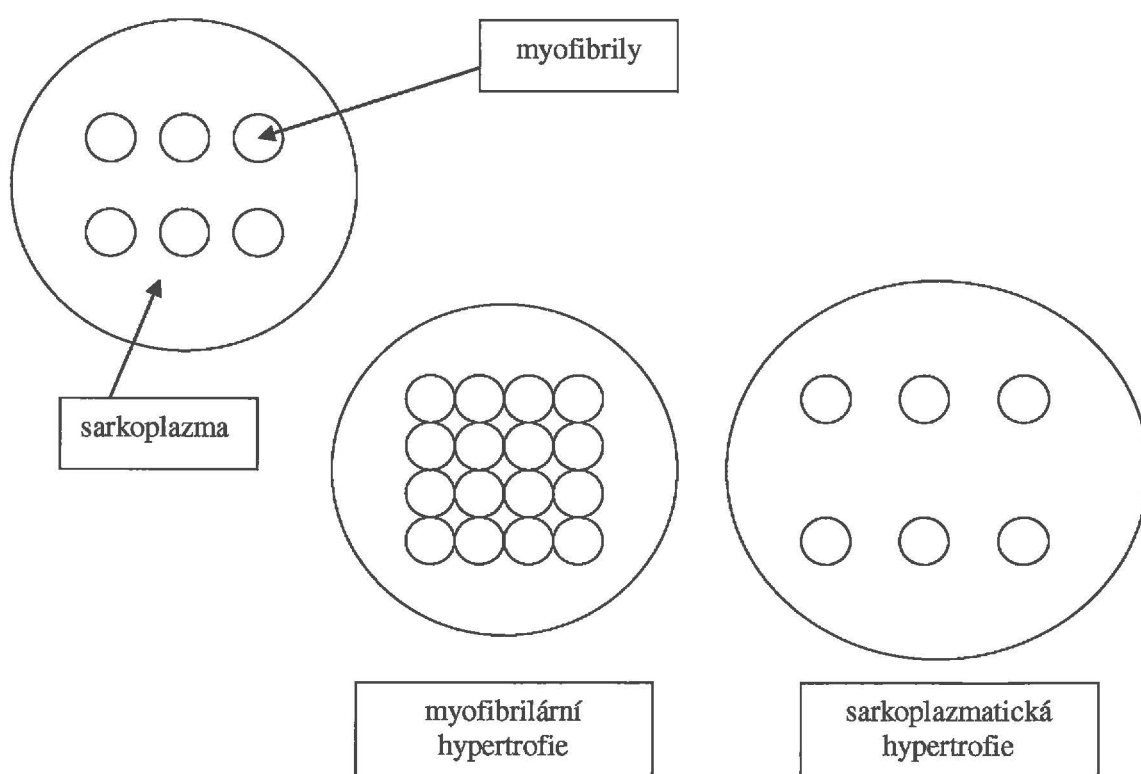 myofibrily
sarkoplazma
myofibrilární
hypertrofie
sarkoplazmatická
hypertrofie